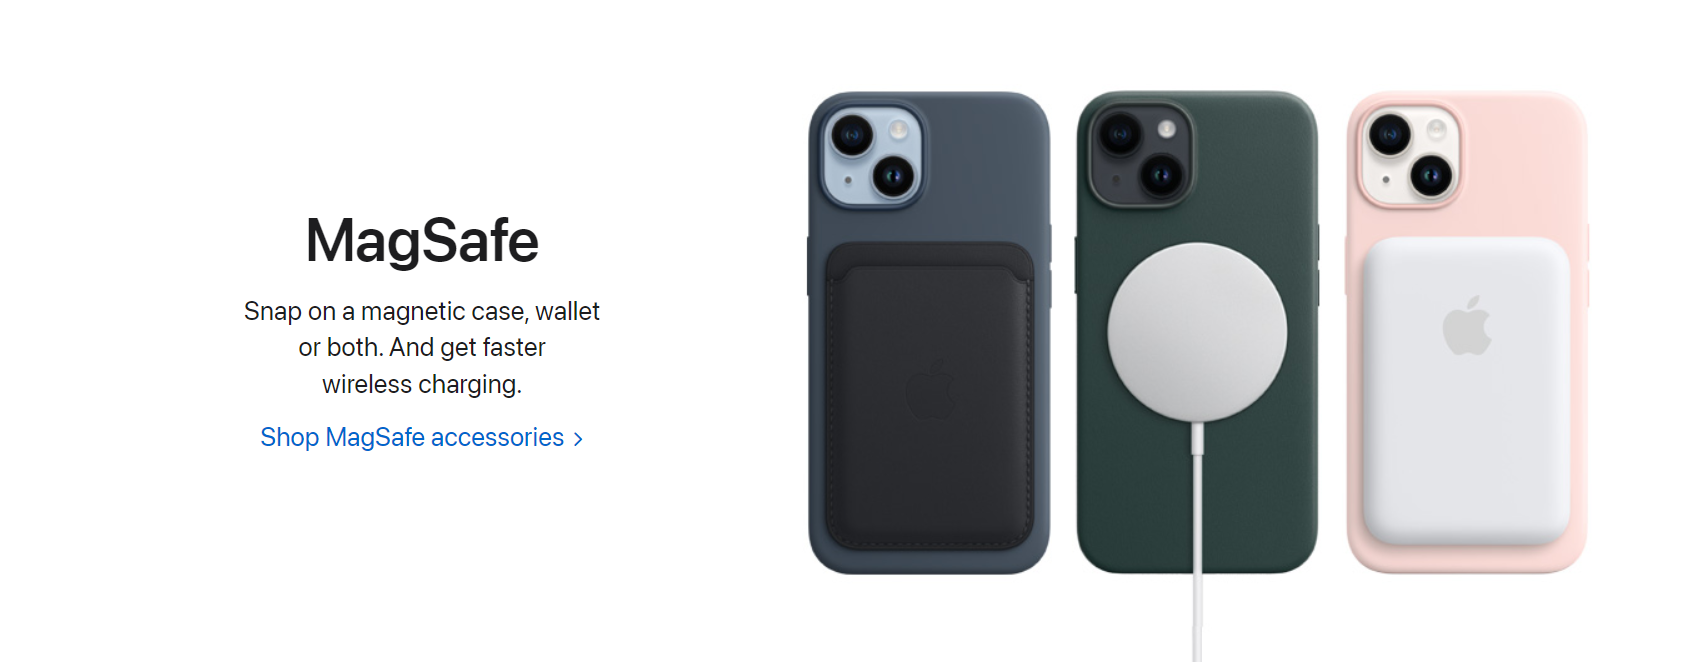 MagSafe
Snap on a magnetic case, wallet
or both. And get faster
wireless charging.
Shop MagSafe accessories >